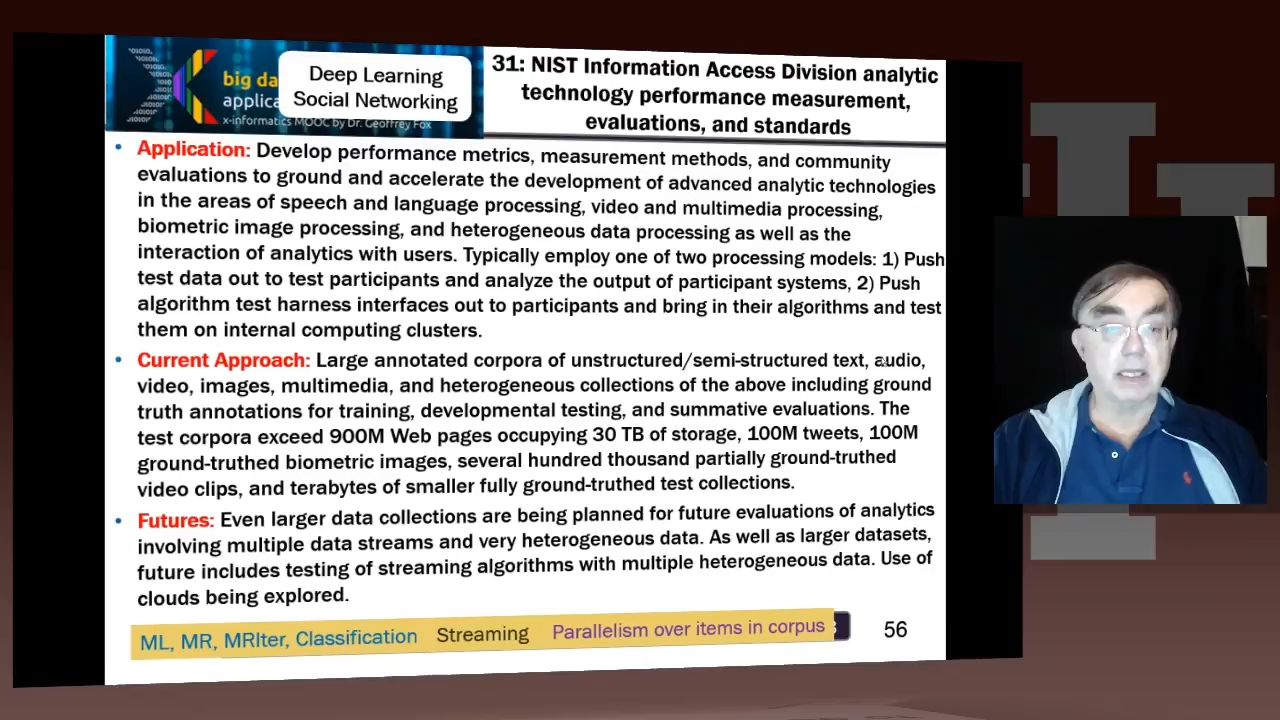 big da
applica
x-informatics MOOC by Dr. Geoffrey Fox
Deep Learning
Social Networking
31: NIST Information Access Division analytic
technology performance measurement,
evaluations, and standards
• Application: Develop performance metrics, measurement methods, and community
evaluations to ground and accelerate the development of advanced analytic technologies
in the areas of speech and language processing, video and multimedia processing,
biometric image processing, and heterogeneous data processing as well as the
interaction of analytics with users. Typically employ one of two processing models: 1) Push
test data out to test participants and analyze the output of participant systems, 2) Push
algorithm test harness interfaces out to participants and bring in their algorithms and test
them on internal computing clusters.
• Current Approach: Large annotated corpora of unstructured/semi-structured text, audio,
video, images, multimedia, and heterogeneous collections of the above including ground
truth annotations for training, developmental testing, and summative evaluations. The
test corpora exceed 900M Web pages occupying 30 TB of storage, 100M tweets, 100M
ground-truthed biometric images, several hundred thousand partially ground-truthed
video clips, and terabytes of smaller fully ground-truthed test collections.
• Futures: Even larger data collections are being planned for future evaluations of analytics
involving multiple data streams and very heterogeneous data. As well as larger datasets,
future includes testing of streaming algorithms with multiple heterogeneous data. Use of
clouds being explored.
ML, MR, MRIter, Classification Streaming Parallelism over items in corpus
56